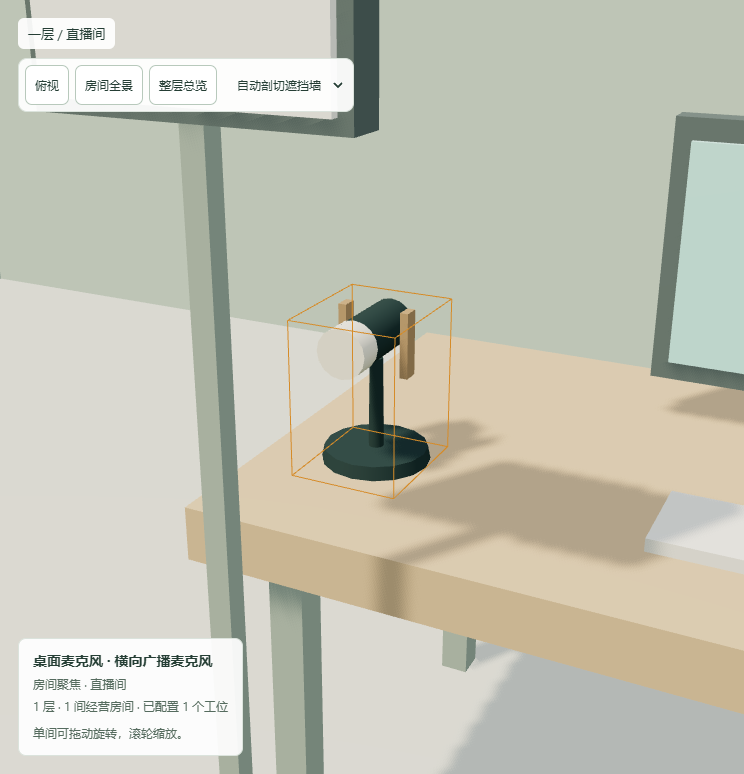 一层 / 直播间
俯视 房间全景 整层总览 自动剖切遮挡墙
桌面麦克风 · 横向广播麦克风
房间聚焦 · 直播间
1 层 · 1 间经营房间 · 已配置 1 个工位
单间可拖动旋转，滚轮缩放。